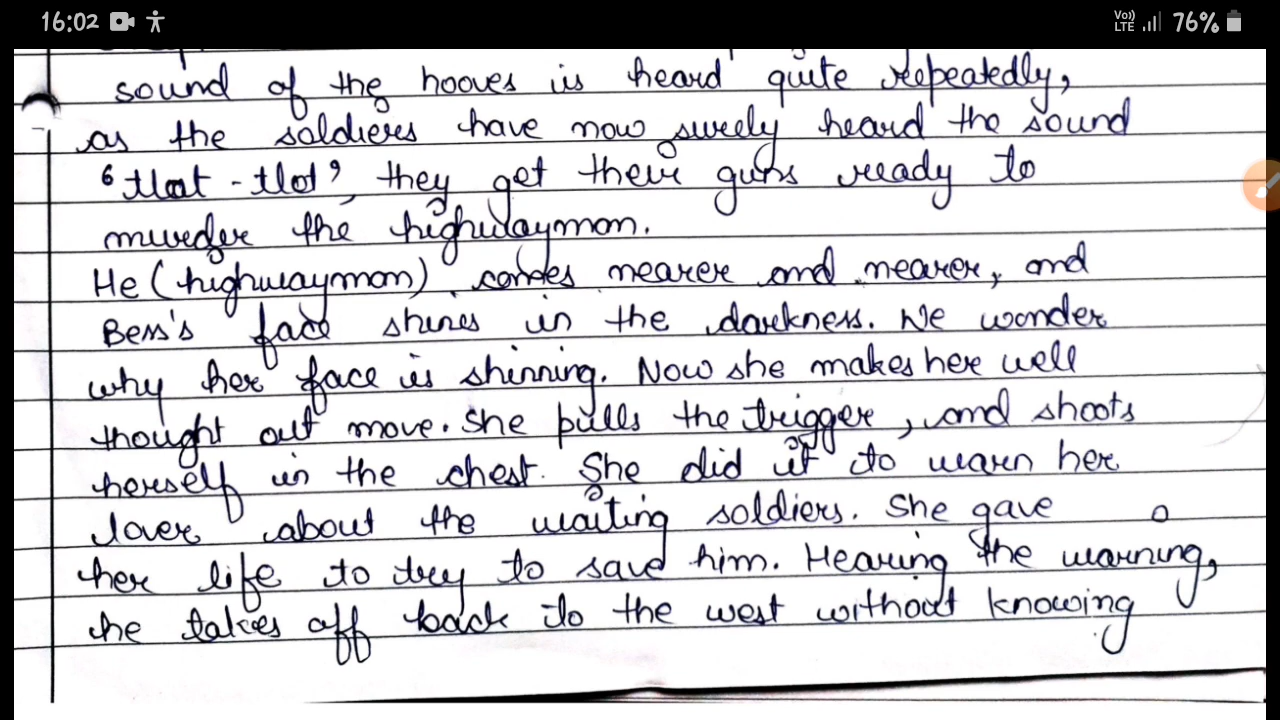 16:02 Vo)) LTE 76%
sound of the hooves is heard quite repeatedly,
as the soldiers have now surely heard the sound
'tlot-tlot', they get their guns ready to
murder the highwayman.
He (highwayman) comes nearer and nearer, and
Bess's face shines in the darkness. We wonder
why her face is shinning. Now she makes her well
thought out move. She pulls the trigger, and shoots
herself in the chest. She did it to warn her
lover about the waiting soldiers. She gave
her life to try to save him. Hearing the warning,
he takes off back to the west without knowing